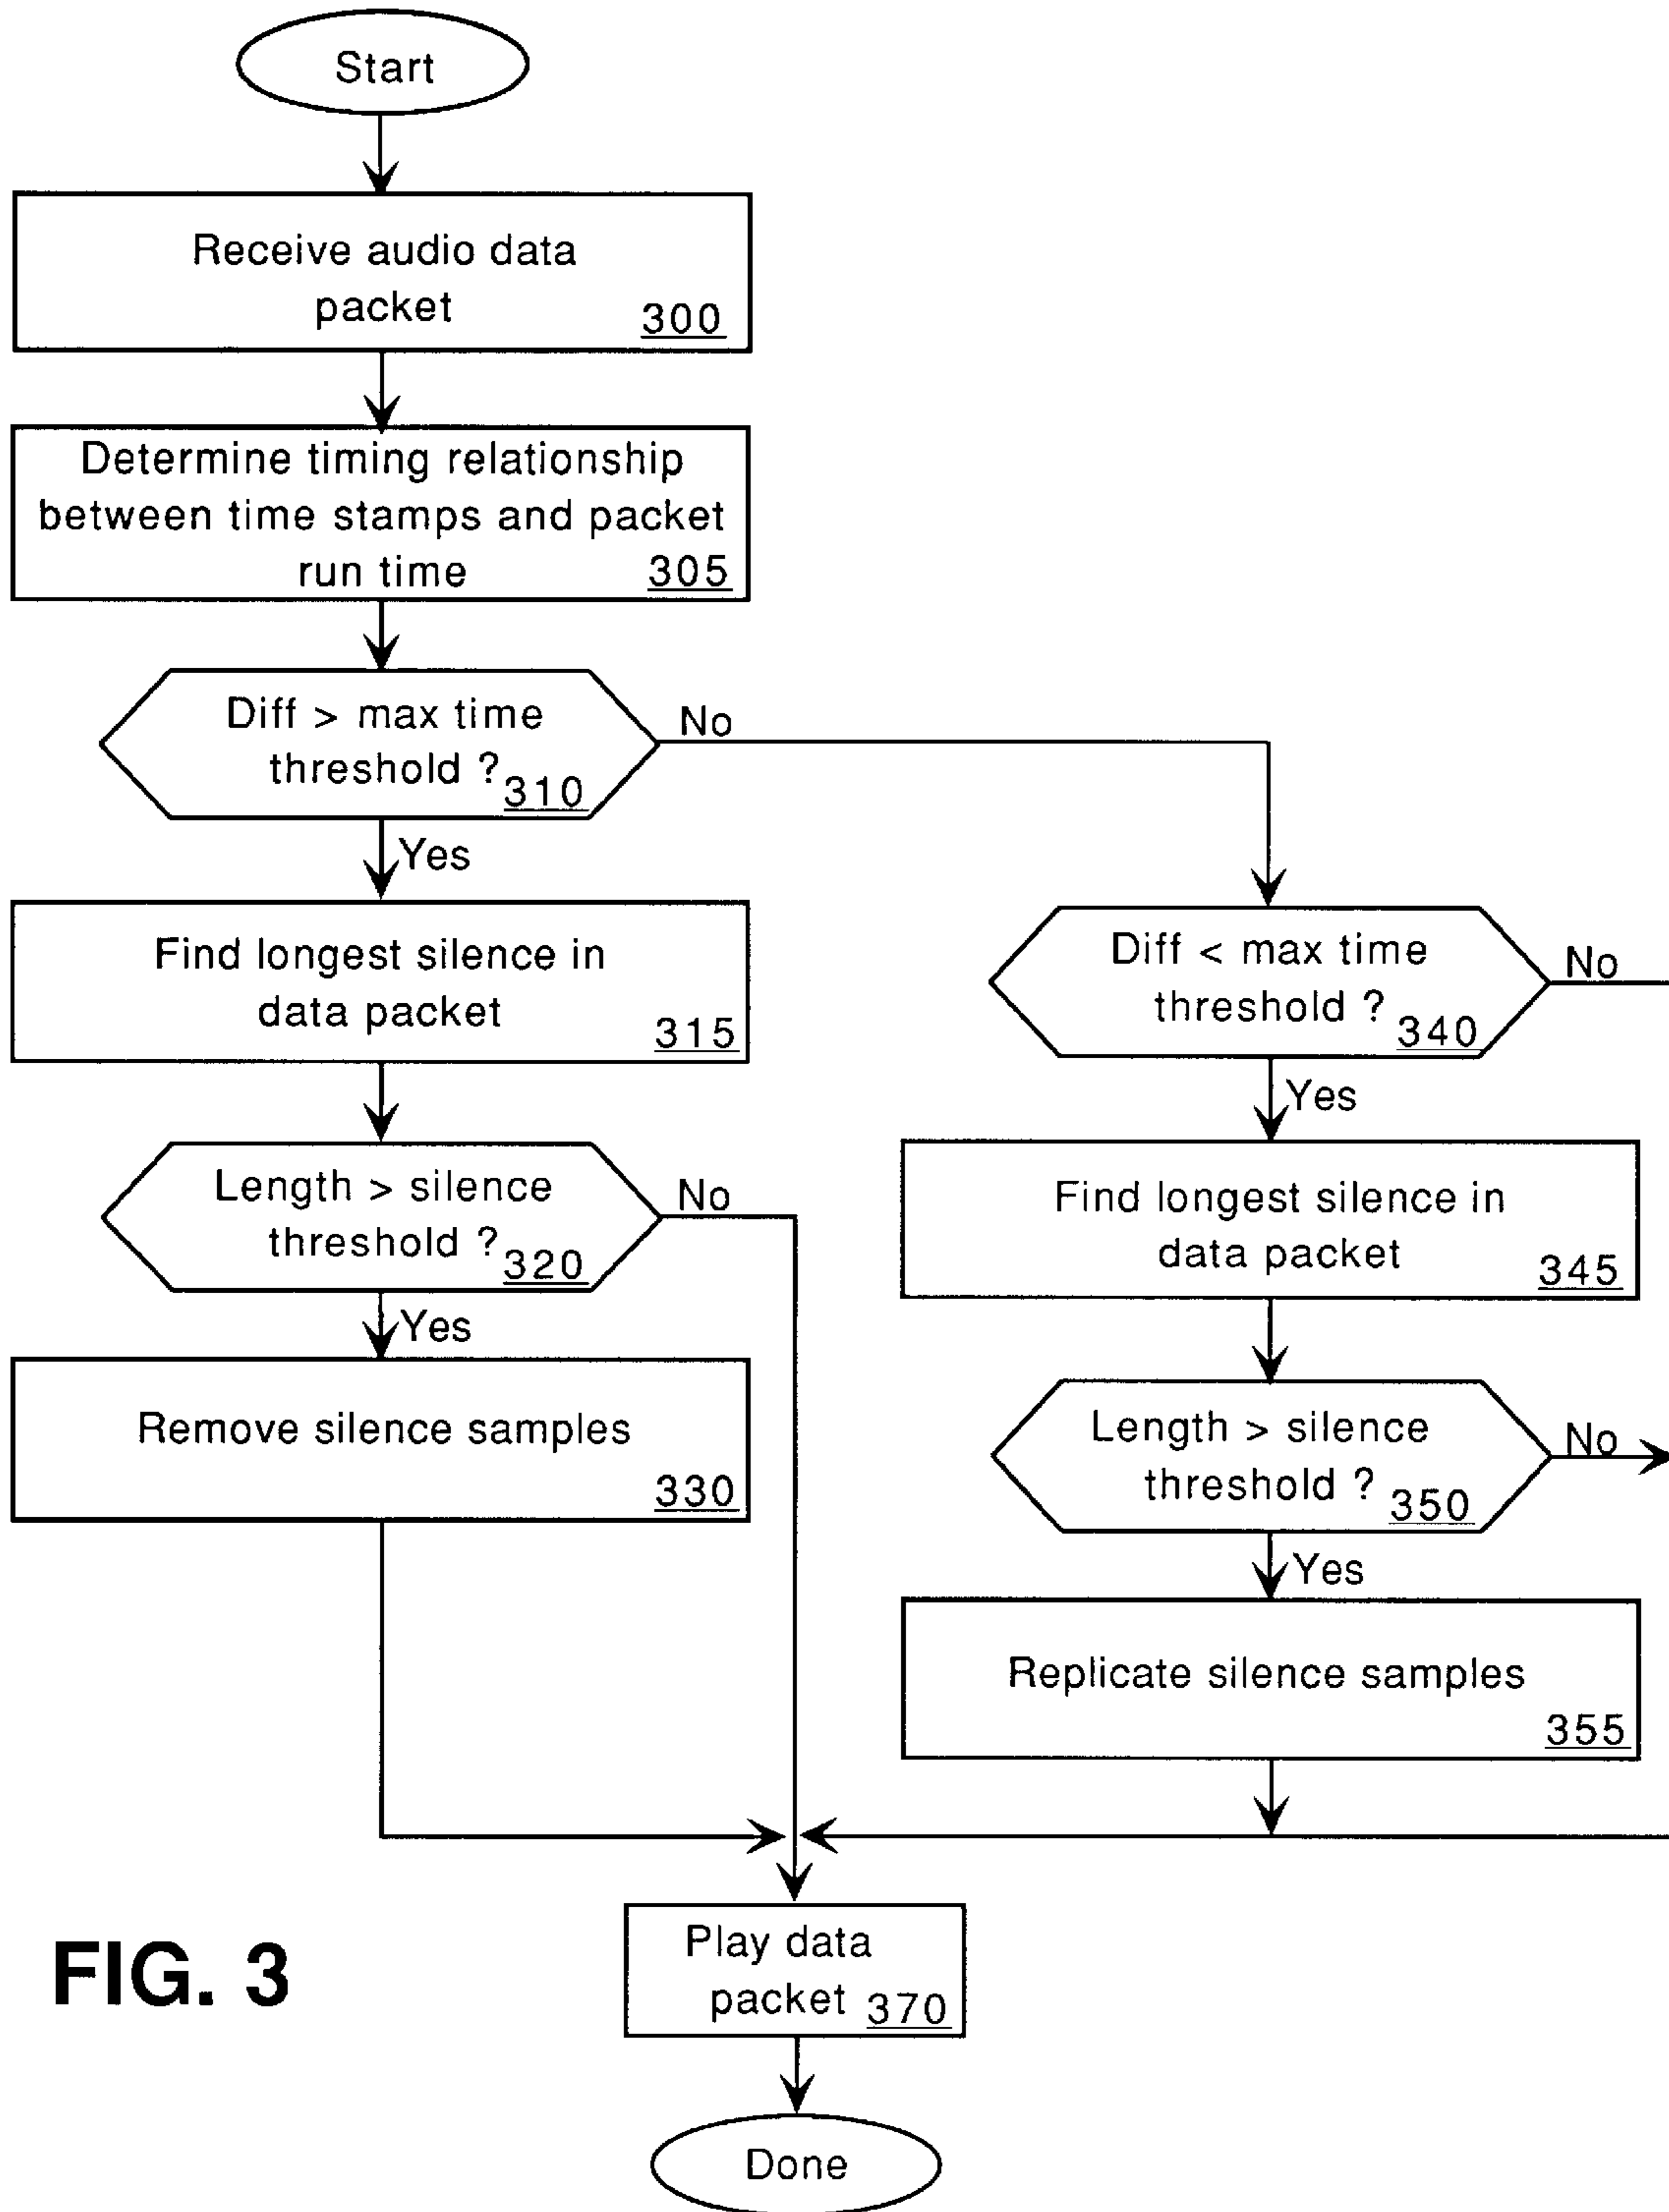 Start
Receive audio data
packet
300
Determine timing relationship
between time stamps and packet
run time
305
Diff > max time
threshold ?
310
No
Yes
Find longest silence in
data packet
315
Length > silence
threshold ?
320
No
Yes
Remove silence samples
330
Diff < max time
threshold ?
340
No
Yes
Find longest silence in
data packet
345
Length > silence
threshold ?
350
No
Yes
Replicate silence samples
355
Play data
packet
370
Done
FIG. 3